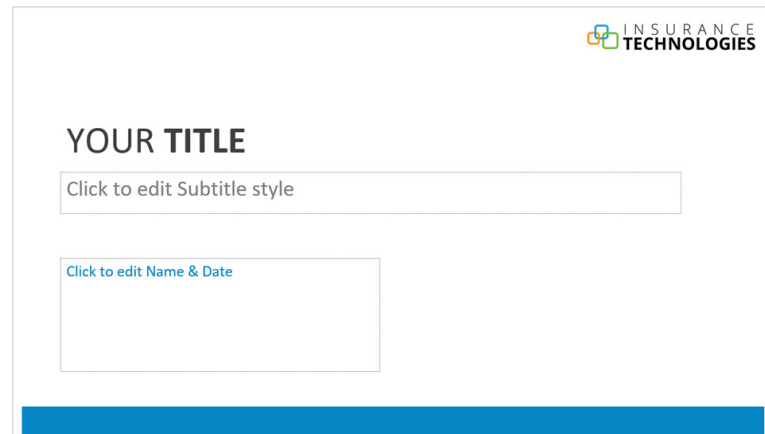 INSURANCE
TECHNOLOGIES
YOUR TITLE
Click to edit Subtitle style
Click to edit Name & Date